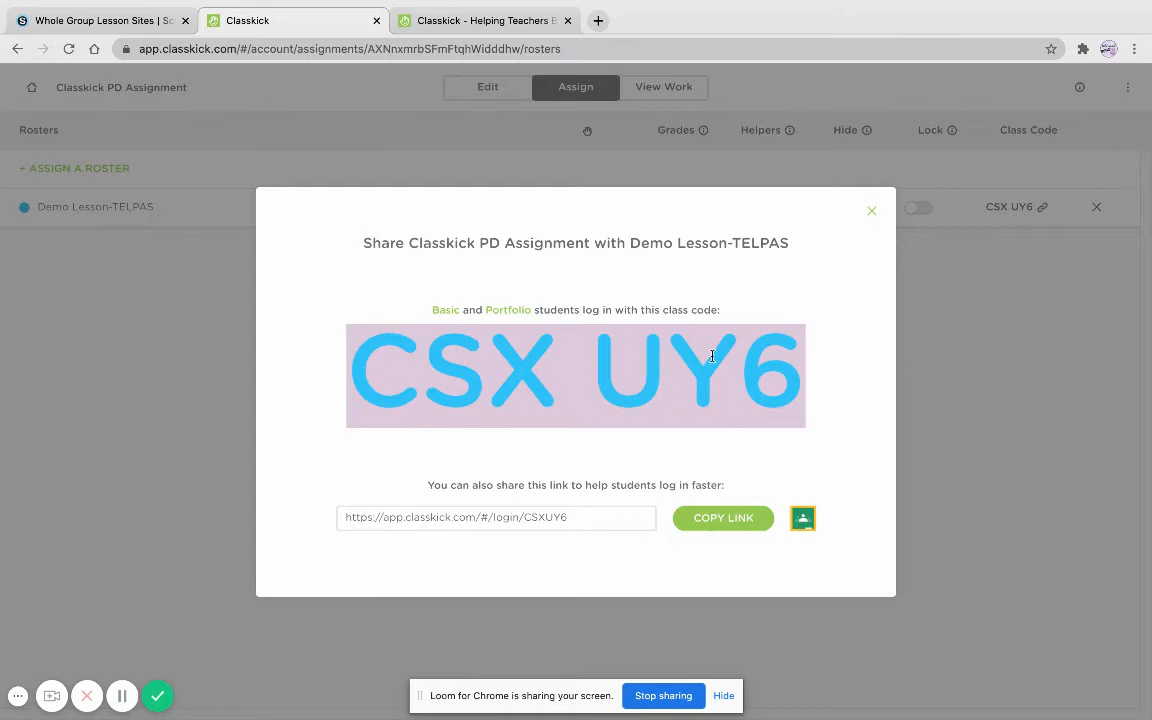 Whole Group Lesson Sites | Sc
Classkick
Classkick - Helping Teachers B
app.classkick.com/#/account/assignments/AXNnxmrbSFmFtqhWidddhw/rosters
Classkick PD Assignment
Edit
Assign
View Work
Rosters
Grades
Helpers
Hide
Lock
Class Code
+ ASSIGN A ROSTER
Demo Lesson-TELPAS
CSX UY6
Share Classkick PD Assignment with Demo Lesson-TELPAS
Basic and Portfolio students log in with this class code:
CSX UY6
You can also share this link to help students log in faster:
https://app.classkick.com/#/login/CSXUY6
COPY LINK
Loom for Chrome is sharing your screen.
Stop sharing
Hide